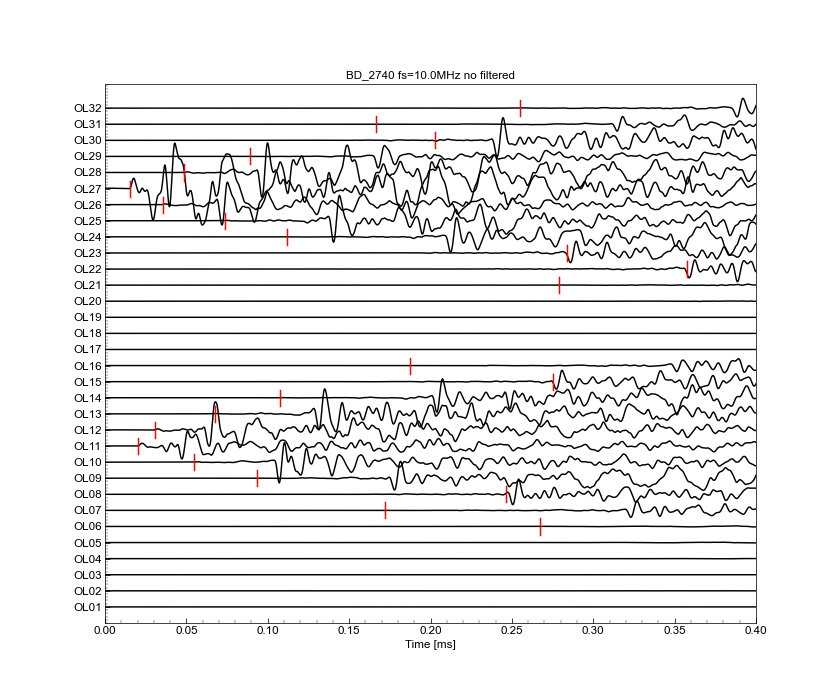 BD_2740 fs=10.0MHz no filtered
OL32
OL31
OL30
OL29
OL28
OL27
OL26
OL25
OL24
OL23
OL22
OL21
OL20
OL19
OL18
OL17
OL16
OL15
OL14
OL13
OL12
OL11
OL10
OL09
OL08
OL07
OL06
OL05
OL04
OL03
OL02
OL01
0.00 0.05 0.10 0.15 0.20 0.25 0.30 0.35 0.40
Time [ms]